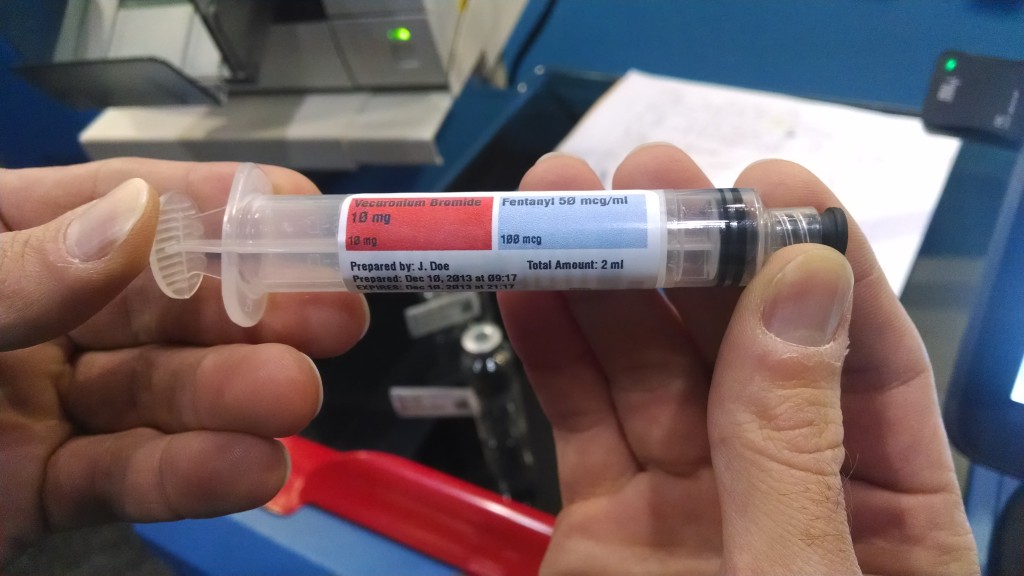 Vecuronium Bromide
10 mg
10 mg
Fentanyl 50 mcg/ml
100 mcg
Prepared by: J. Doe
Total Amount: 2 ml
Prepared: Dec 10, 2013 at 09:17
EXPIRES: Dec 10, 2013 at 21:17